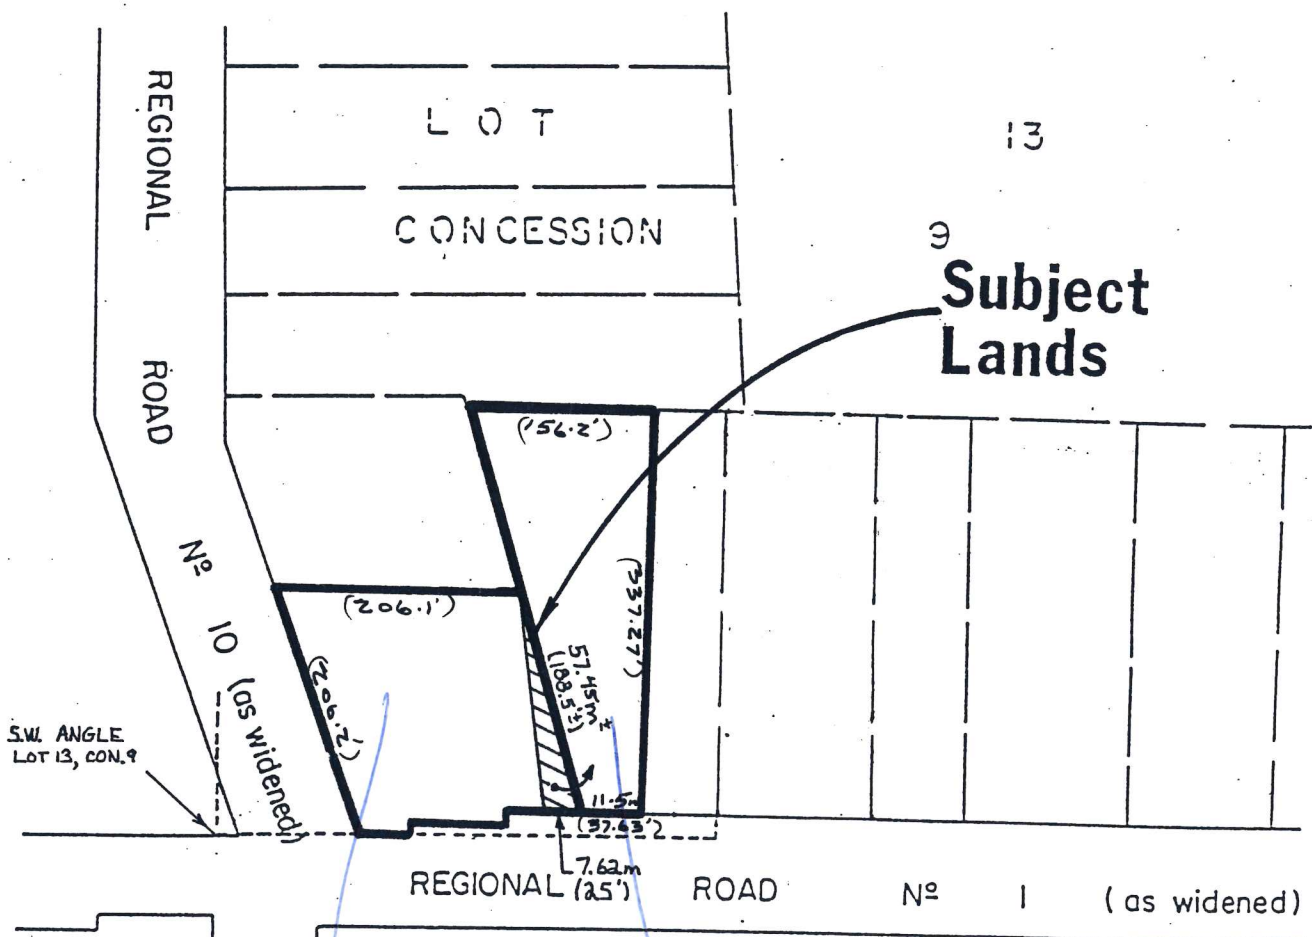 REGIONAL
ROAD
Nº
10
(as widened)
LOT
13
CONCESSION
9
Subject
Lands
(156.2')
(206.1')
(337.27')
(206.2')
57.45m ±
(188.5'±)
S.W. ANGLE
LOT 13, CON. 9
11.5m
(37.63')
7.62m
(25')
REGIONAL ROAD Nº 1 (as widened)